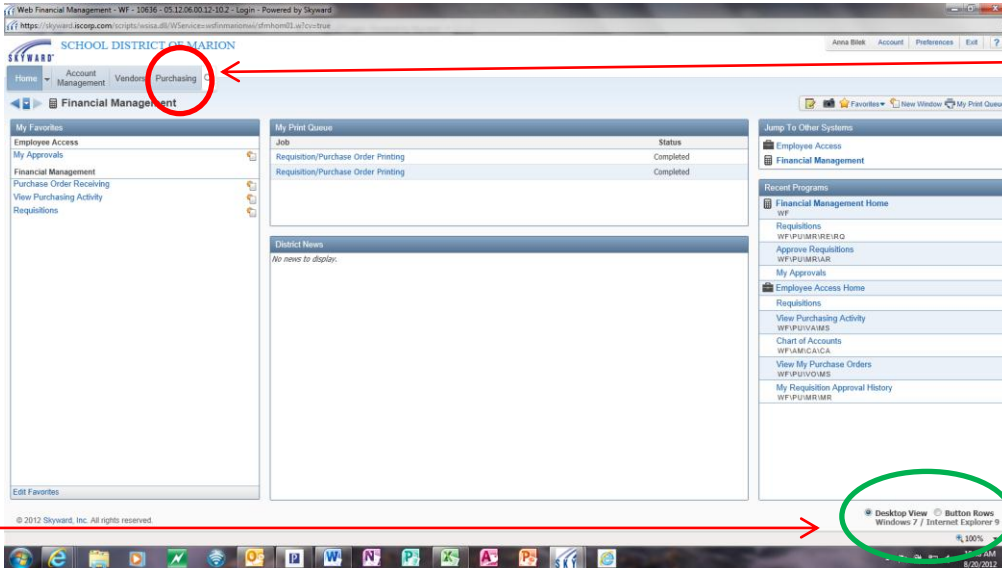 Web Financial Management - WF - 10636 - 05.12.06.00.12-10.2 - Login - Powered by Skyward
https://skyward.iscorp.com/scripts/wsisa.dll/WService=wsfinmarionwi/sfmhom01.w?cv=true
SKYWARD
SCHOOL DISTRICT OF MARION
Anna Bilek Account Preferences Exit ?
Home Account Management Vendors Purchasing
Financial Management
Favorites New Window My Print Queue
My Favorites
Employee Access
My Approvals
Financial Management
Purchase Order Receiving
View Purchasing Activity
Requisitions
Edit Favorites
My Print Queue
Job Status
Requisition/Purchase Order Printing Completed
Requisition/Purchase Order Printing Completed
District News
No news to display.
Jump To Other Systems
Employee Access
Financial Management
Recent Programs
Financial Management Home
WF
Requisitions
WF\PU\MR\RE\RQ
Approve Requisitions
WF\PU\MR\AR
My Approvals
Employee Access Home
Requisitions
View Purchasing Activity
WF\PU\VA\MS
Chart of Accounts
WF\AM\CA\CA
View My Purchase Orders
WF\PU\VO\MS
My Requisition Approval History
WF\PU\MR\MR
© 2012 Skyward, Inc. All rights reserved.
Desktop View Button Rows
Windows 7 / Internet Explorer 9
100%
AM
8/20/2012